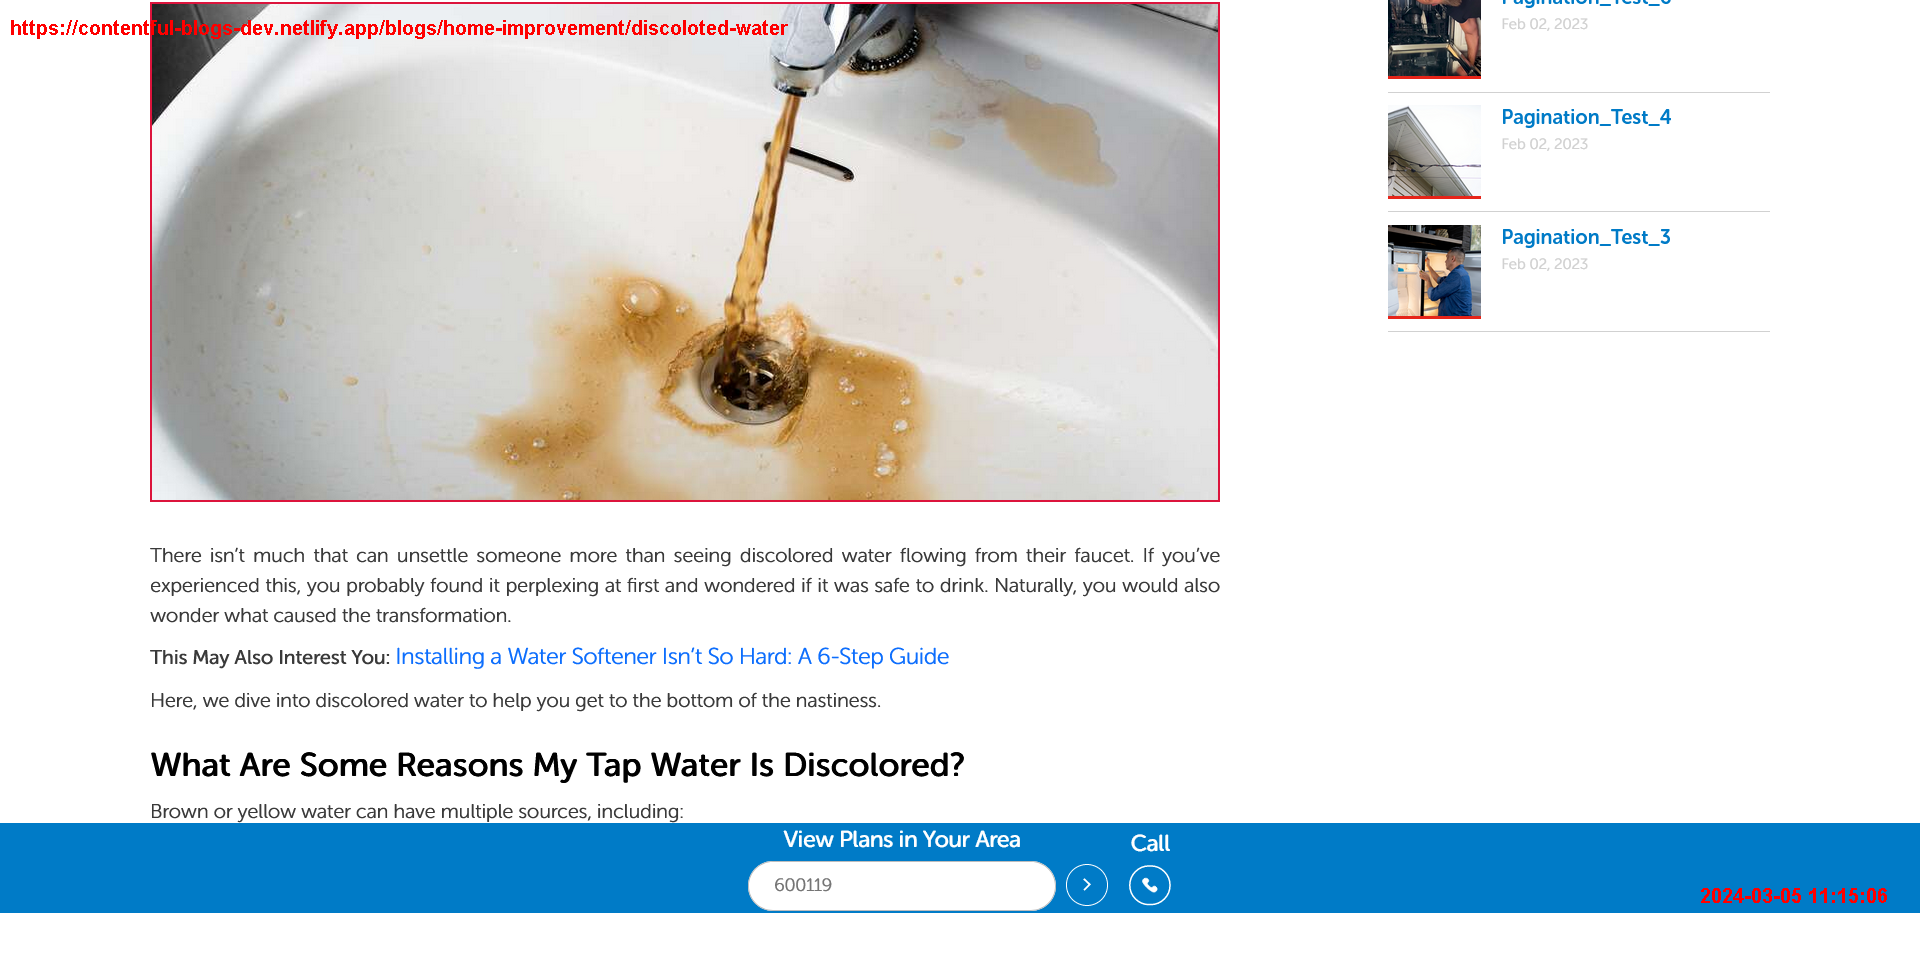 https://contentful-blogs-dev.netlify.app/blogs/home-improvement/discoloted-water
Feb 02, 2023
Pagination_Test_4
Feb 02, 2023
Pagination_Test_3
Feb 02, 2023
There isn’t much that can unsettle someone more than seeing discolored water flowing from their faucet. If you’ve
experienced this, you probably found it perplexing at first and wondered if it was safe to drink. Naturally, you would also
wonder what caused the transformation.
This May Also Interest You: Installing a Water Softener Isn’t So Hard: A 6-Step Guide
Here, we dive into discolored water to help you get to the bottom of the nastiness.
What Are Some Reasons My Tap Water Is Discolored?
Brown or yellow water can have multiple sources, including:
View Plans in Your Area
Call
600119
2024-03-05 11:15:06